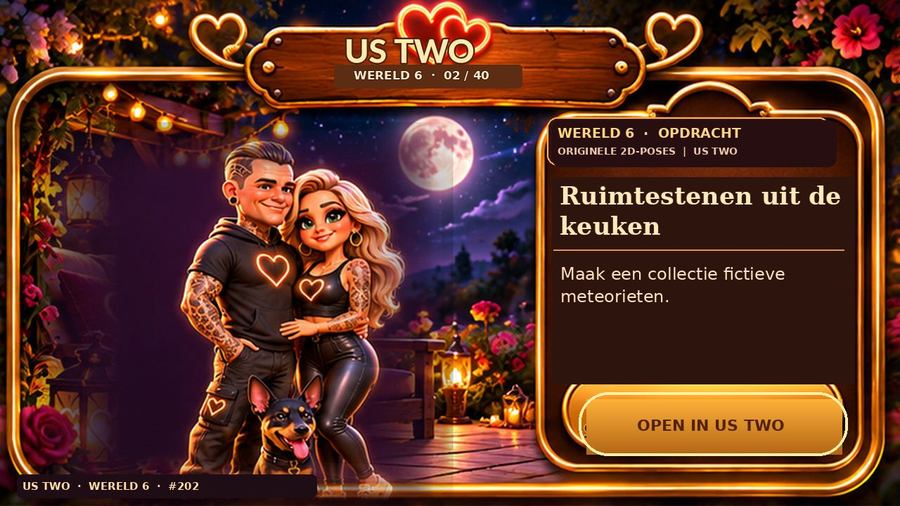 US TWO
WERELD 6 · 02 / 40
WERELD 6 · OPDRACHT
ORIGINELE 2D-POSES | US TWO
Ruimtestenen uit de
keuken
Maak een collectie fictieve
meteorieten.
OPEN IN US TWO
US TWO · WERELD 6 · #202